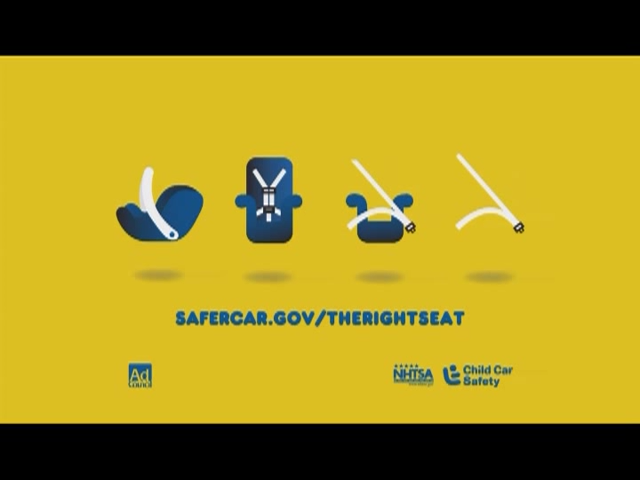 SAFERCAR.GOV/THERIGHTSEAT
Ad
Council
NHTSA
Child Car
Safety